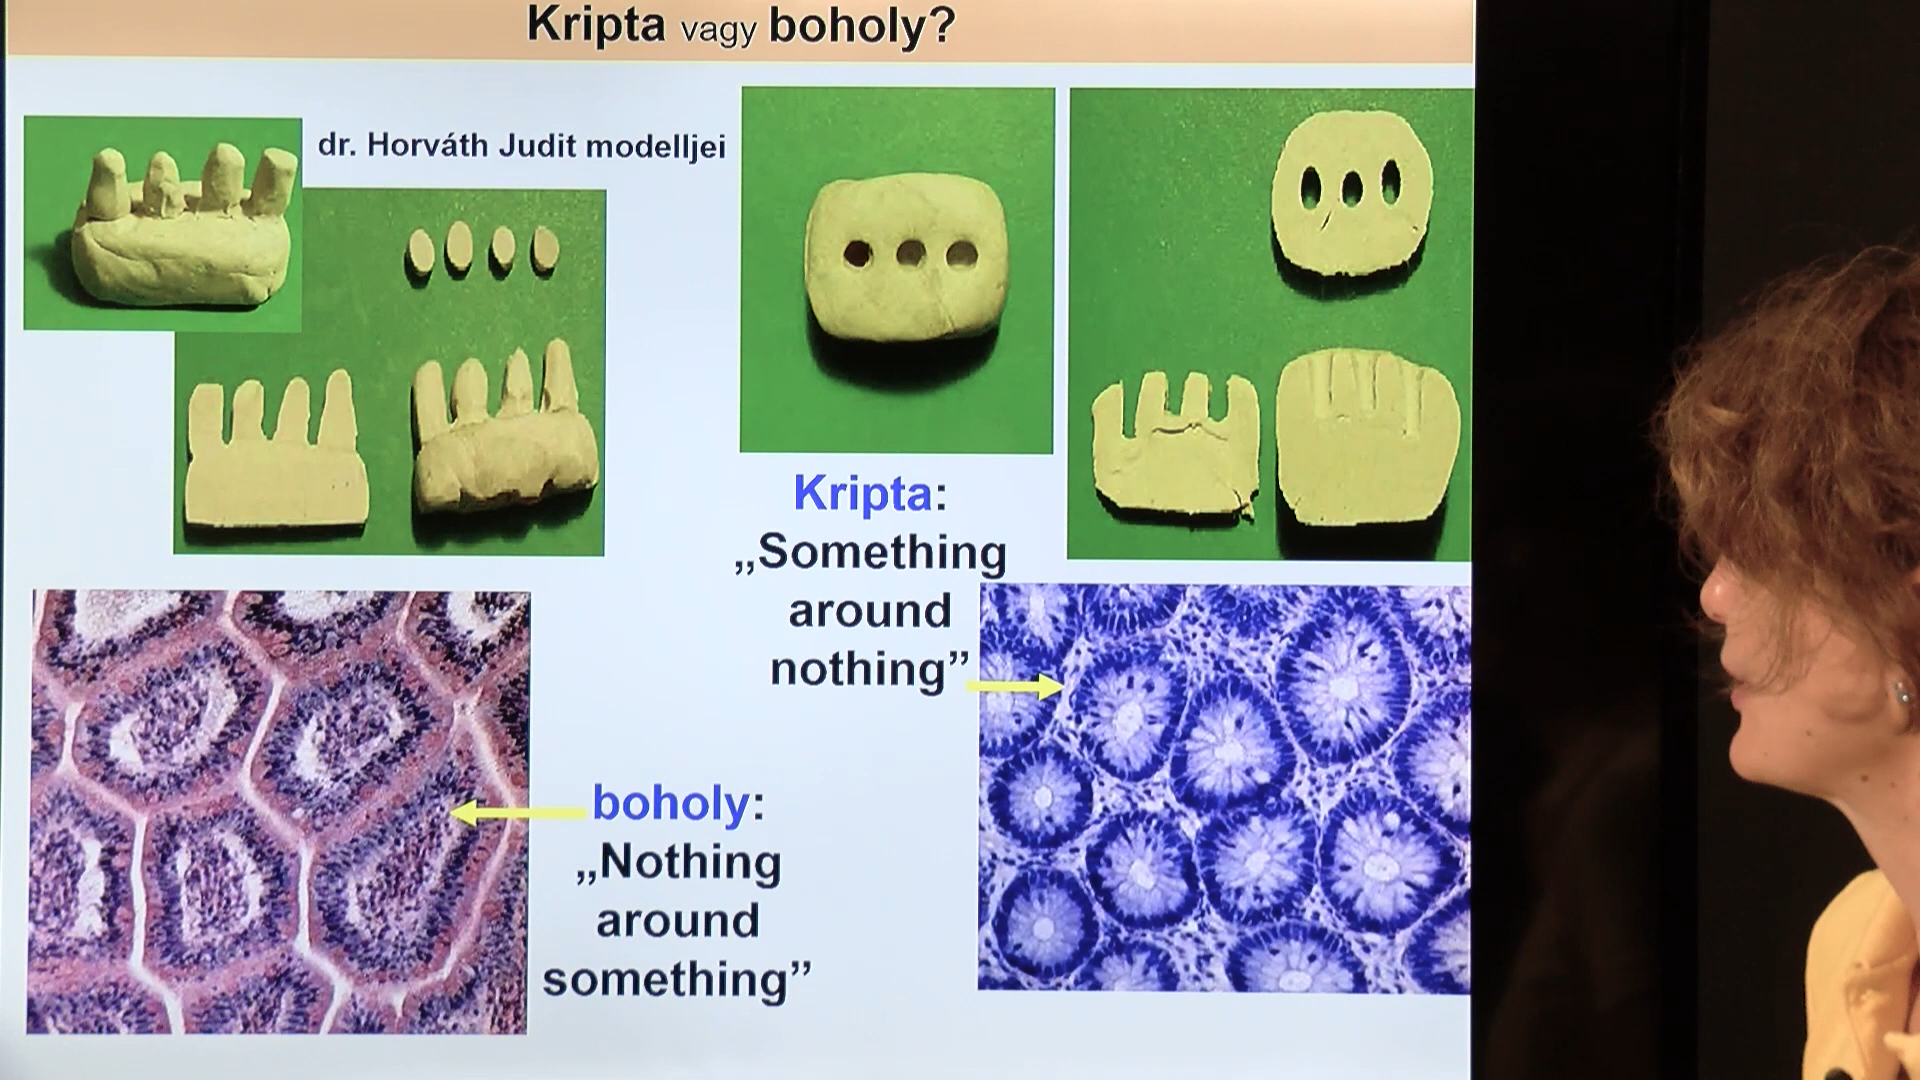 Kripta vagy boholy?
dr. Horváth Judit modelljei
Kripta:
„Something
around
nothing”
boholy:
„Nothing
around
something”